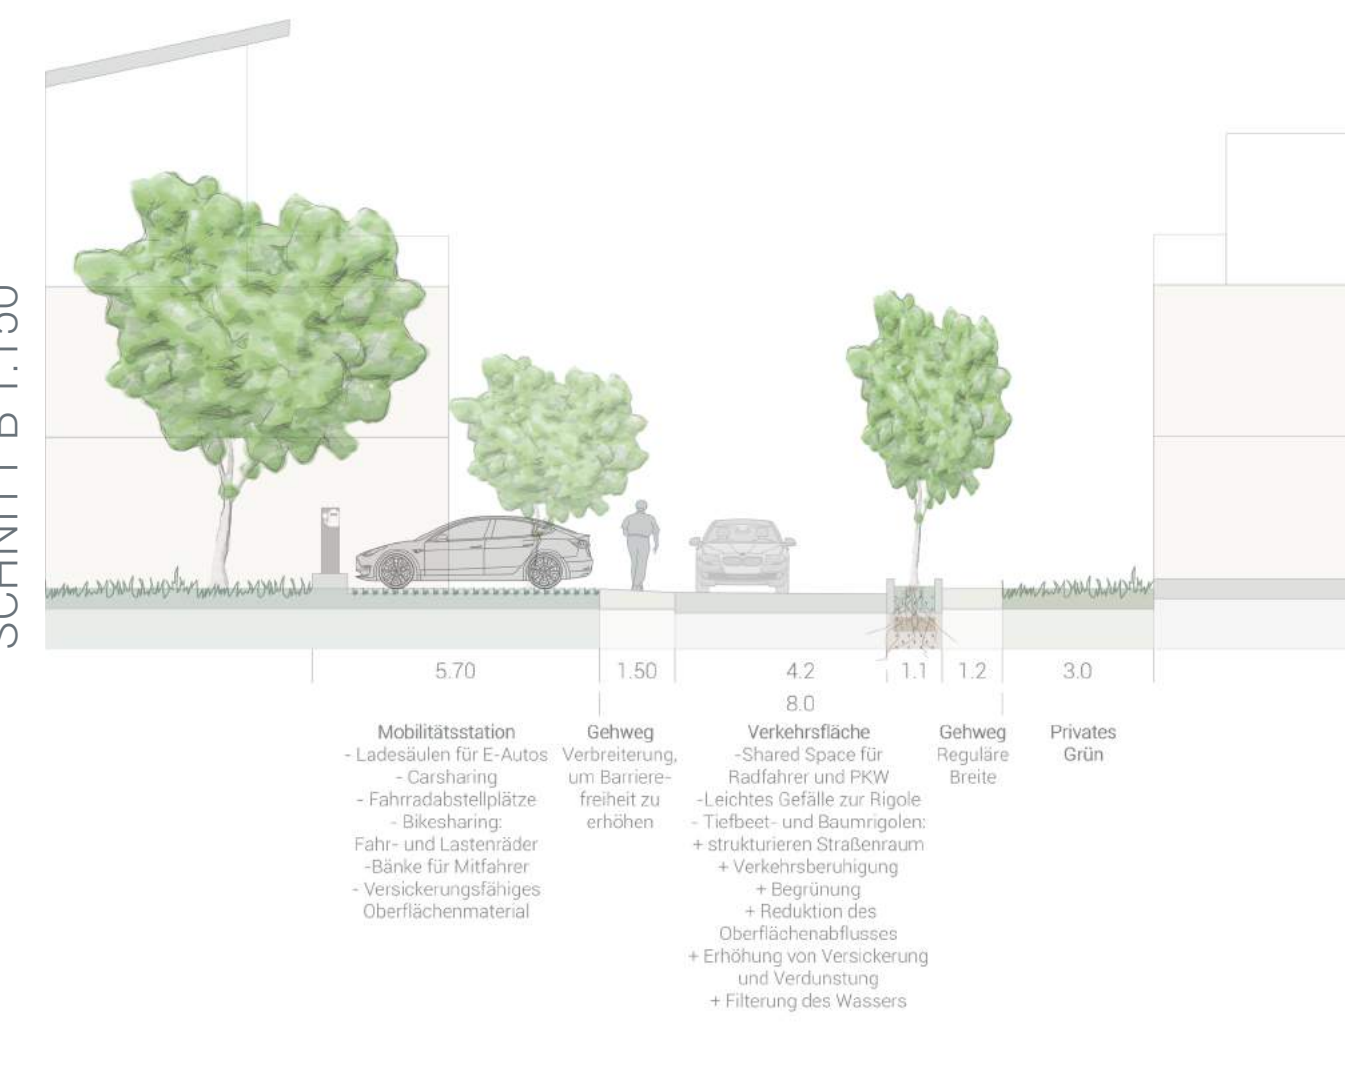 SCHNITT B 1:150
5.70
1.50
4.2
1.1
1.2
3.0
8.0
Mobilitätsstation
- Ladesäulen für E-Autos
- Carsharing
- Fahrradabstellplätze
- Bikesharing:
Fahr- und Lastenräder
-Bänke für Mitfahrer
- Versickerungsfähiges
Oberflächenmaterial
Gehweg
Verbreiterung,
um Barriere-
freiheit zu
erhöhen
Verkehrsfläche
-Shared Space für
Radfahrer und PKW
-Leichtes Gefälle zur Rigole
- Tiefbeet- und Baumrigolen:
+ strukturieren Straßenraum
+ Verkehrsberuhigung
+ Begrünung
+ Reduktion des
Oberflächenabflusses
+ Erhöhung von Versickerung
und Verdunstung
+ Filterung des Wassers
Gehweg
Reguläre
Breite
Privates
Grün